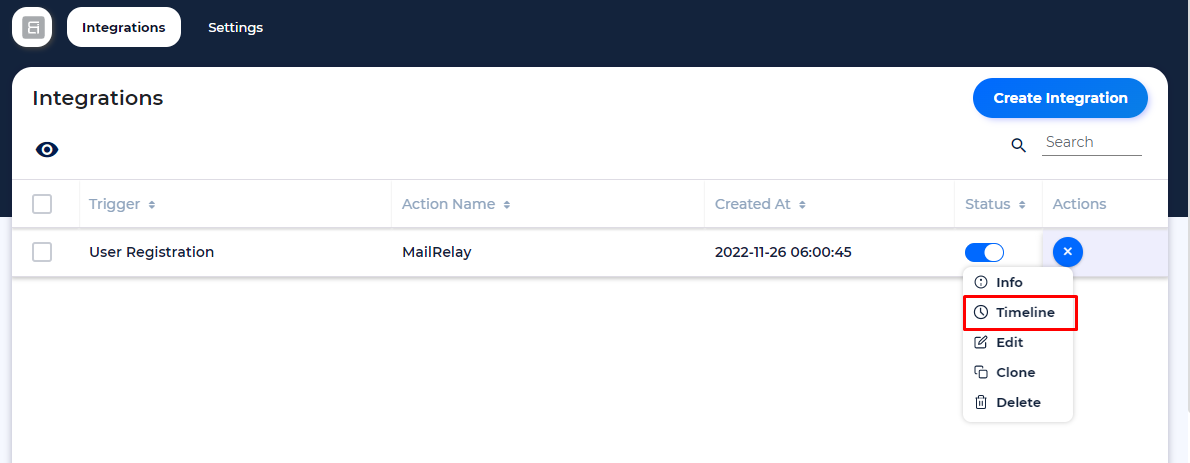 Integrations Settings
Integrations
Create Integration
Search
Trigger Action Name Created At Status Actions
User Registration MailRelay 2022-11-26 06:00:45
Info
Timeline
Edit
Clone
Delete